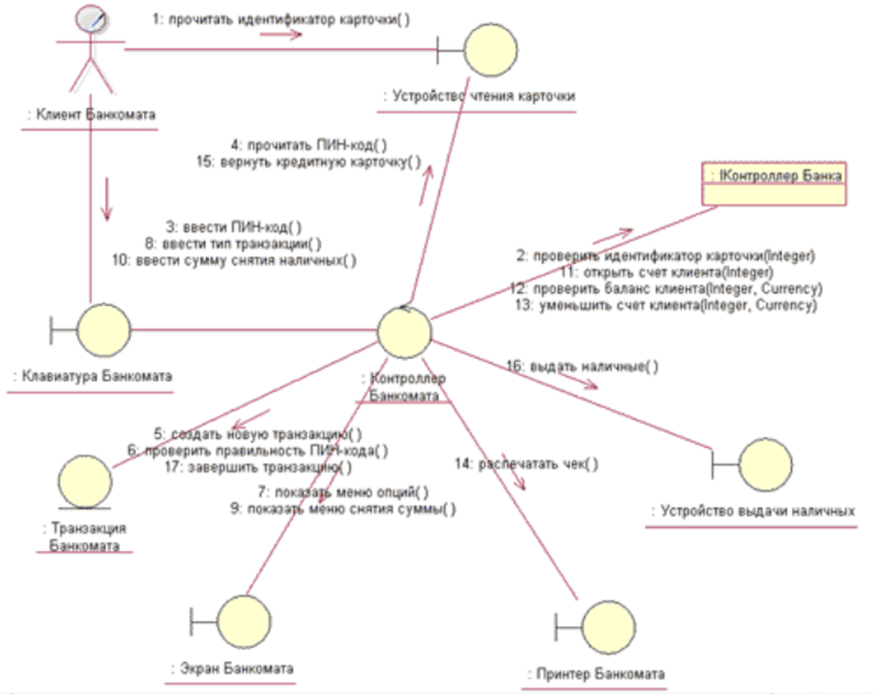 1: прочитать идентификатор карточки( )
: Устройство чтения карточки
: Клиент Банкомата
4: прочитать ПИН-код( )
15: вернуть кредитную карточку( )
: IКонтроллер Банка
3: ввести ПИН-код( )
8: ввести тип транзакции( )
10: ввести сумму снятия наличных( )
2: проверить идентификатор карточки(Integer)
11: открыть счет клиента(Integer)
12: проверить баланс клиента(Integer, Currency)
13: уменьшить счет клиента(Integer, Currency)
: Клавиатура Банкомата
: Контроллер
Банкомата
16: выдать наличные( )
5: создать новую транзакцию( )
6: проверить правильность ПИН-кода( )
17: завершить транзакцию( )
14: распечатать чек( )
7: показать меню опций( )
9: показать меню снятия суммы( )
: Транзакция
Банкомата
: Устройство выдачи наличных
: Экран Банкомата
: Принтер Банкомата